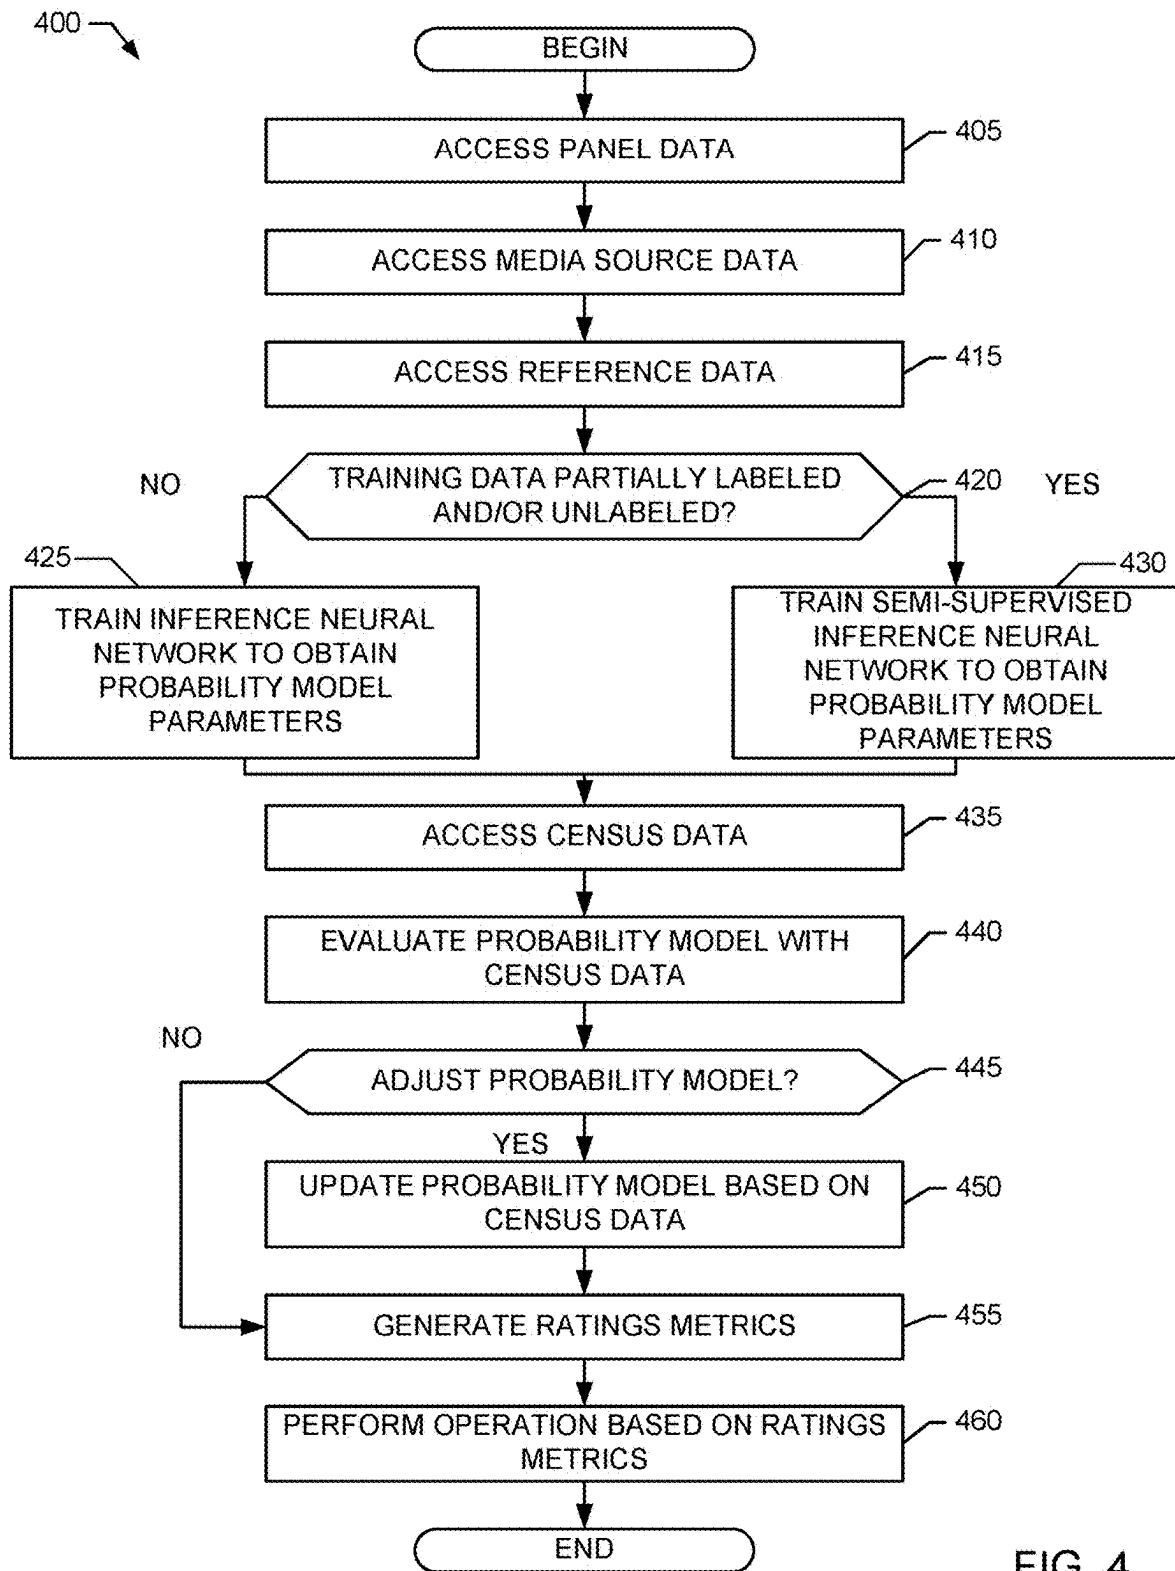 400
BEGIN
ACCESS PANEL DATA
405
ACCESS MEDIA SOURCE DATA
410
ACCESS REFERENCE DATA
415
NO
TRAINING DATA PARTIALLY LABELED
AND/OR UNLABELED?
420
YES
425
TRAIN INFERENCE NEURAL
NETWORK TO OBTAIN
PROBABILITY MODEL
PARAMETERS
430
TRAIN SEMI-SUPERVISED
INFERENCE NEURAL
NETWORK TO OBTAIN
PROBABILITY MODEL
PARAMETERS
ACCESS CENSUS DATA
435
EVALUATE PROBABILITY MODEL WITH
CENSUS DATA
440
NO
ADJUST PROBABILITY MODEL?
445
YES
UPDATE PROBABILITY MODEL BASED ON
CENSUS DATA
450
GENERATE RATINGS METRICS
455
PERFORM OPERATION BASED ON RATINGS
METRICS
460
END
FIG. 4